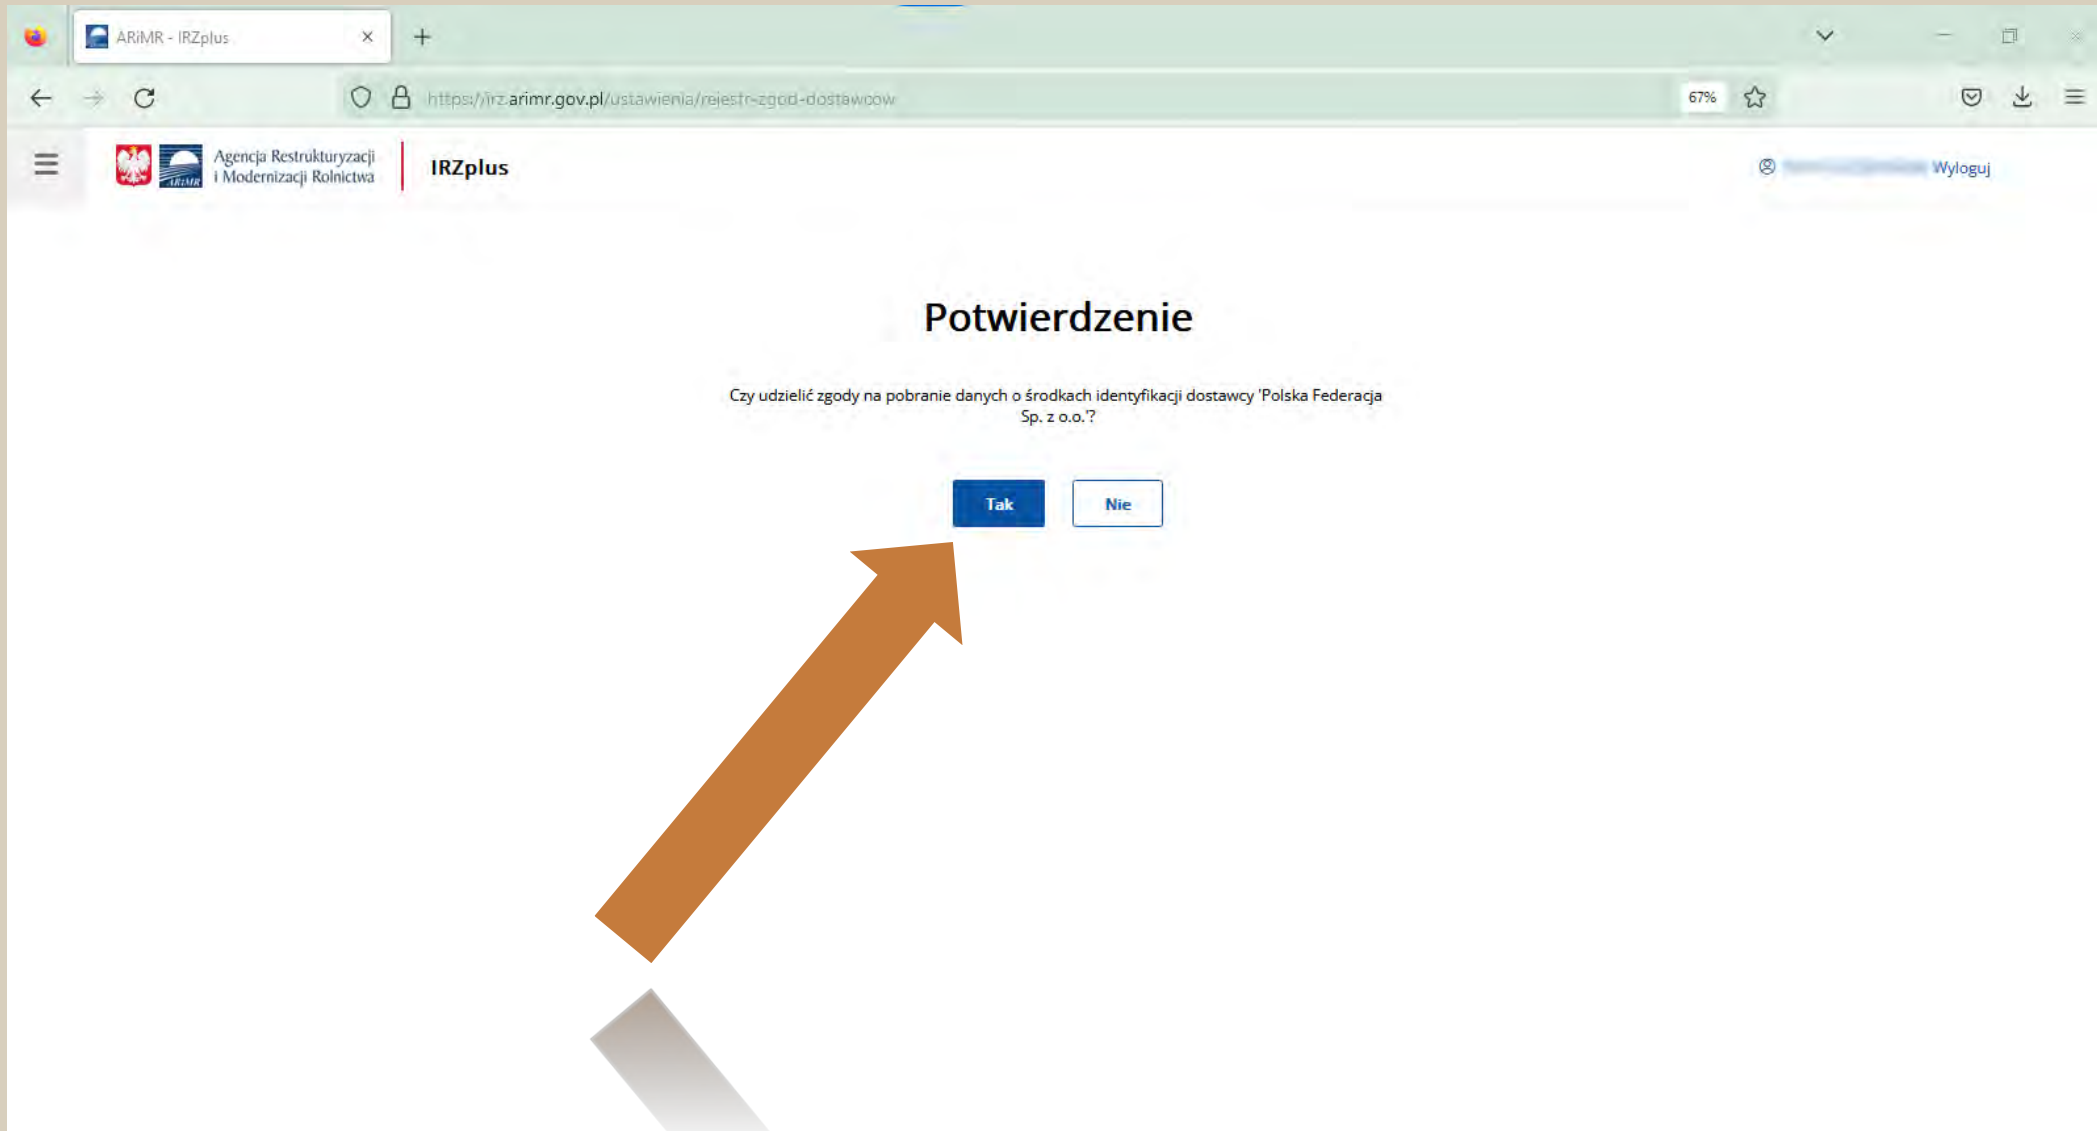 ARiMR - IRZplus
https://irz.arimr.gov.pl/ustawienia/rejestr-zgod-dostawcow
67%
Agencja Restrukturyzacji
i Modernizacji Rolnictwa
ARiMR
IRZplus
Wyloguj
Potwierdzenie
Czy udzielić zgody na pobranie danych o środkach identyfikacji dostawcy 'Polska Federacja
Sp. z o.o.'?
Tak
Nie